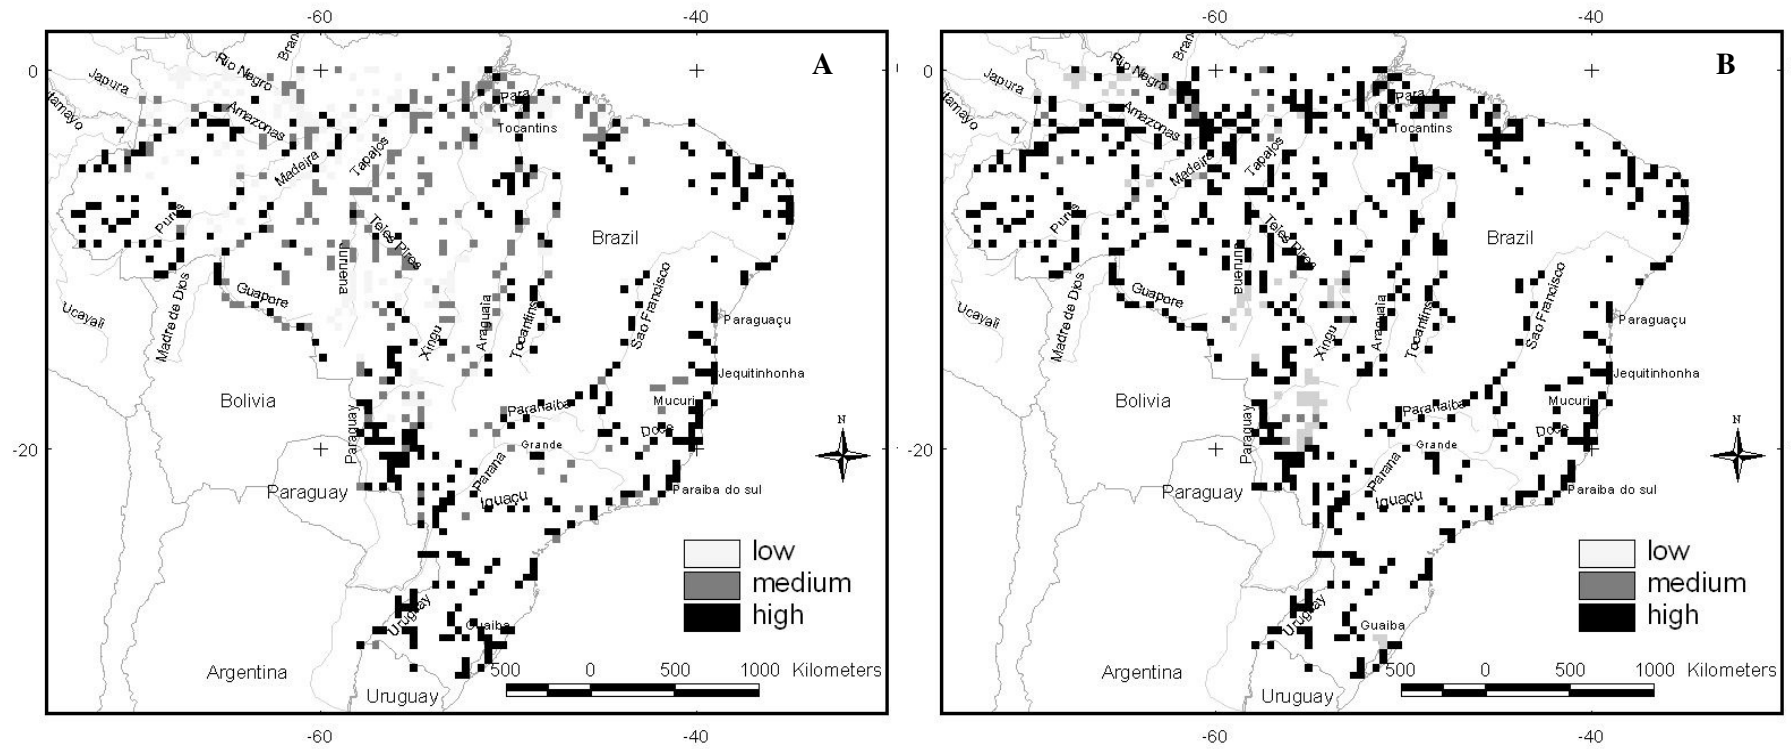 -60
-40
-60
-40
A
B
0
0
Japura
Rio Negro
Bran
Amazonas
Para
Tocantins
Madeira
Tapajos
Purus
Teles Pires
Juruena
Brazil
Guapore
Madre de Dios
Ucayali
Xingu
Araguaia
Tocantins
Sao Francisco
Paraguaçu
Jequitinhonha
Bolivia
Mucuri
Paranaiba
Doce
Paraguay
Grande
N
-20
Parana
Iguaçu
Paraguay
Paraiba do sul
low
medium
high
Uruguay
Guaiba
Argentina
Uruguay
500 0 500 1000 Kilometers
-60
-40
Japura
Rio Negro
Bran
tamayo
Amazonas
Para
Tocantins
Madeira
Tapajos
Purus
Teles Pires
Juruena
Brazil
Guapore
Madre de Dios
Ucayali
Xingu
Araguaia
Tocantins
Sao Francisco
Paraguaçu
Jequitinhonha
Bolivia
Mucuri
Paranaiba
Doce
Paraguay
Grande
N
-20
Parana
Iguaçu
Paraguay
Paraiba do sul
low
medium
high
Uruguay
Guaiba
Argentina
Uruguay
500 0 500 1000 Kilometers
-60
-40